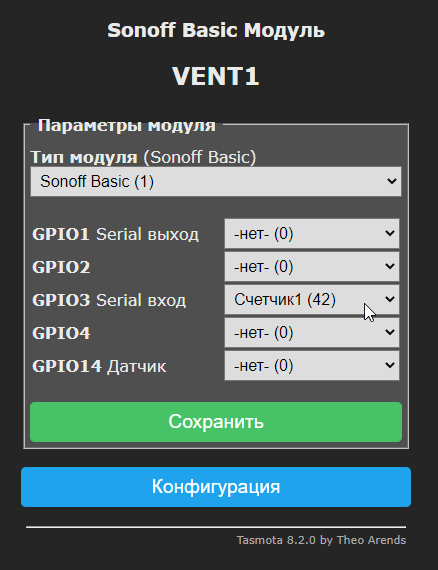 Sonoff Basic Модуль
VENT1
Параметры модуля
Тип модуля (Sonoff Basic)
Sonoff Basic (1)
GPIO1 Serial выход -нет- (0)
GPIO2 -нет- (0)
GPIO3 Serial вход Счетчик1 (42)
GPIO4 -нет- (0)
GPIO14 Датчик -нет- (0)
Сохранить
Конфигурация
Tasmota 8.2.0 by Theo Arends